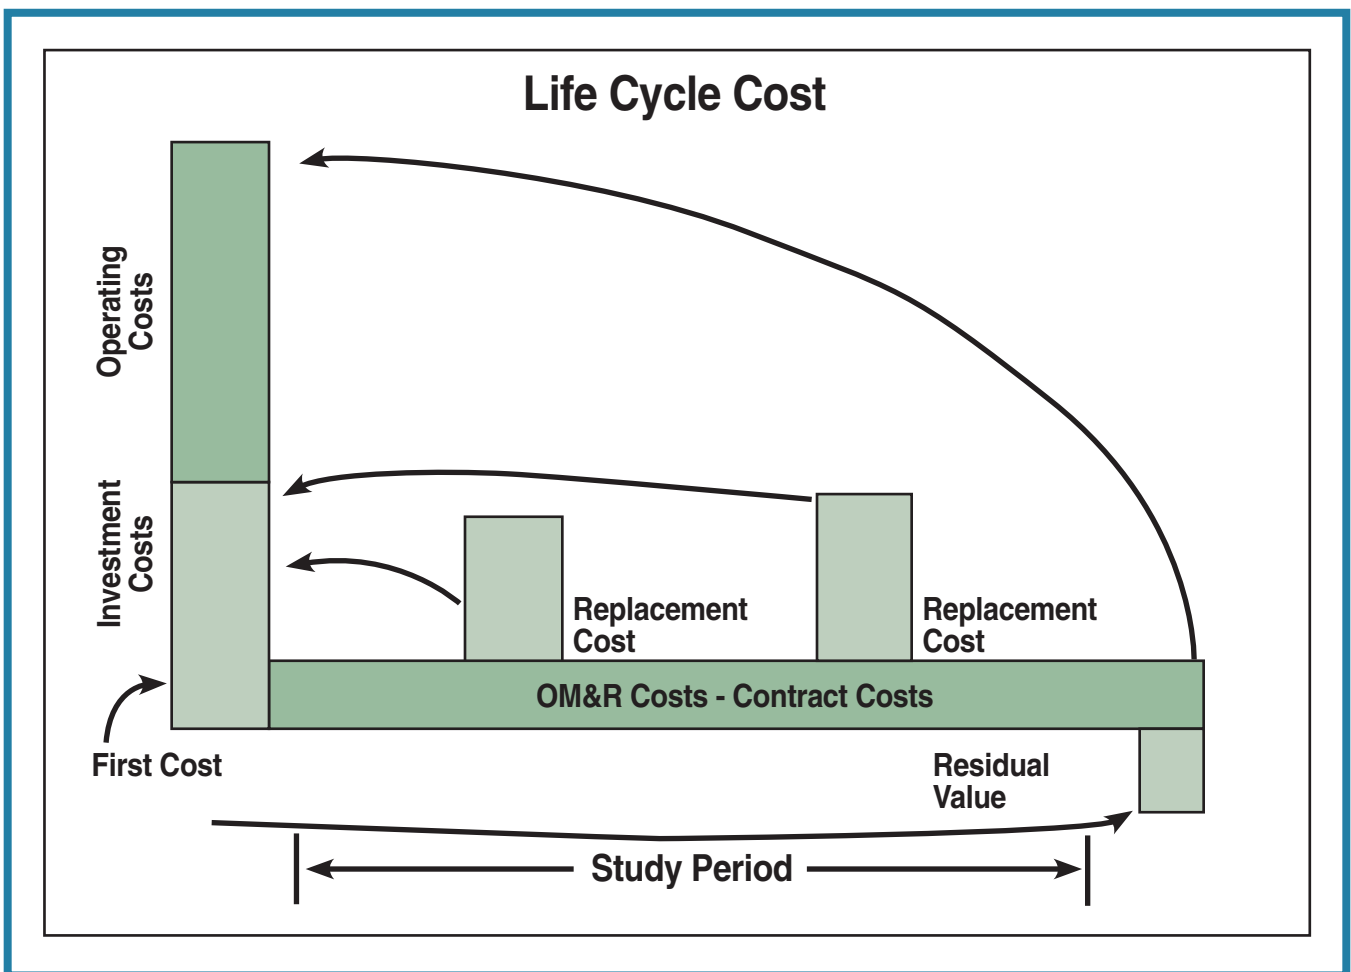 Life Cycle Cost
Operating
Costs
Investment
Costs
Replacement
Cost
Replacement
Cost
OM&R Costs - Contract Costs
First Cost
Residual
Value
Study Period